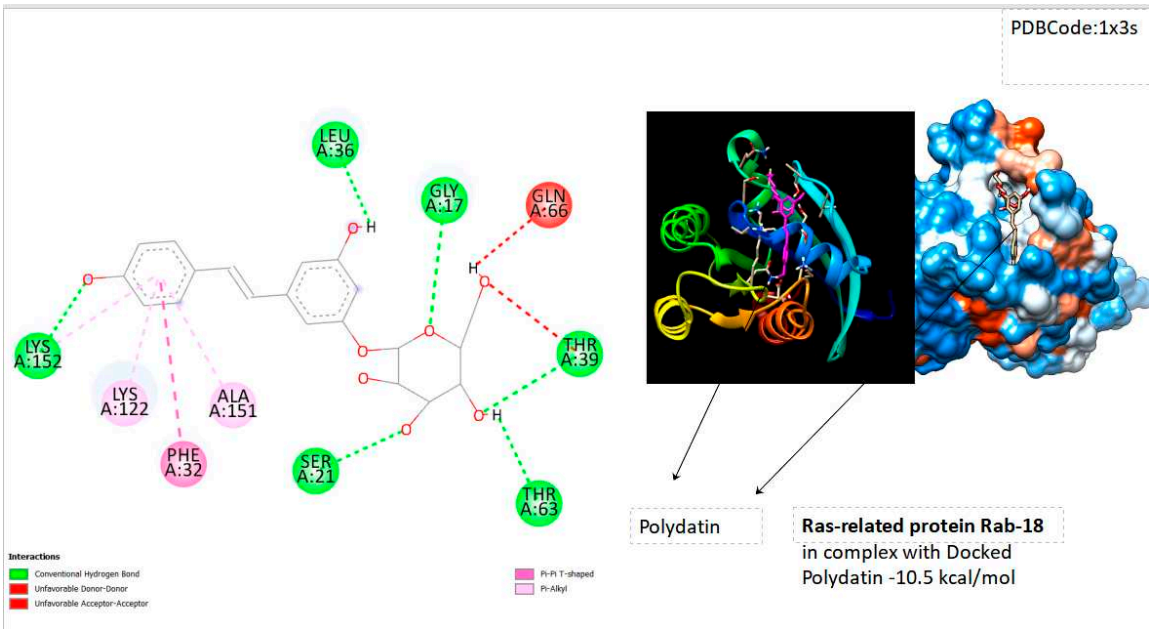 PDBCode:1x3s
LEU
A:36
GLY
A:17
GLN
A:66
H
O
H
O
O
O
LYS
A:152
O
O
O
H
THR
A:39
LYS
A:122
ALA
A:151
O
PHE
A:32
SER
A:21
THR
A:63
Polydatin
Ras-related protein Rab-18
in complex with Docked
Polydatin -10.5 kcal/mol
Interactions
Conventional Hydrogen Bond
Unfavorable Donor-Donor
Unfavorable Acceptor-Acceptor
Pi-Pi T-shaped
Pi-Alkyl